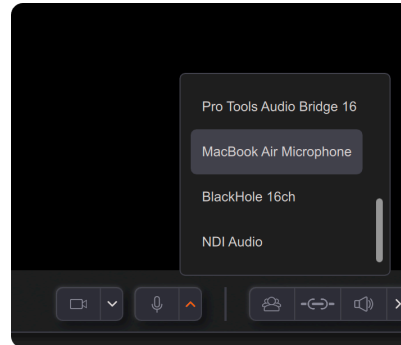 Pro Tools Audio Bridge 16
MacBook Air Microphone
BlackHole 16ch
NDI Audio